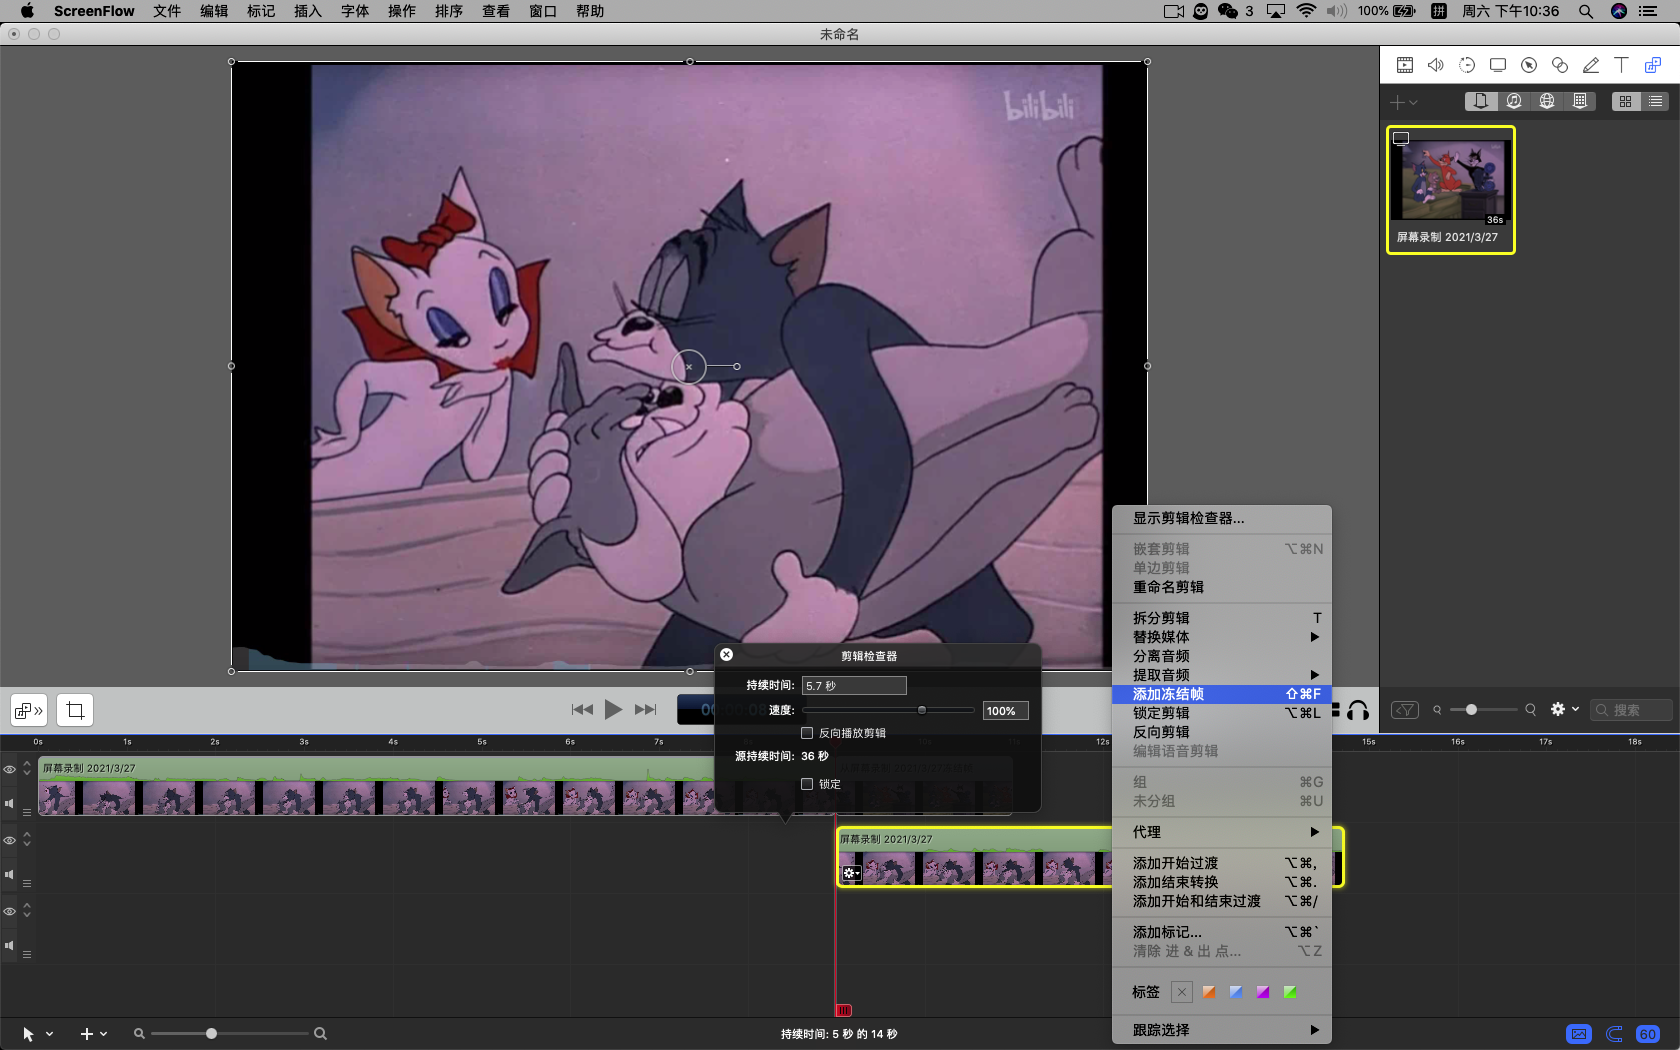 ScreenFlow 文件 编辑 标记 插入 字体 操作 排序 查看 窗口 帮助
3 100% 拼 周六 下午10:36
未命名
bilibili
36s
屏幕录制 2021/3/27
显示剪辑检查器...
嵌套剪辑 ⌥⌘N
单边剪辑
重命名剪辑
拆分剪辑 T
替换媒体
分离音频
提取音频
添加冻结帧 ⇧⌘F
锁定剪辑 ⌥⌘L
反向剪辑
编辑语音剪辑
组 ⌘G
未分组 ⌘U
代理
添加开始过渡 ⌥⌘,
添加结束转换 ⌥⌘.
添加开始和结束过渡 ⌥⌘/
添加标记... ⌥⌘`
清除 进 & 出 点... ⌥Z
标签
跟踪选择
剪辑检查器
持续时间: 5.7 秒
速度: 100%
反向播放剪辑
源持续时间: 36 秒
锁定
搜索
0s 1s 2s 3s 4s 5s 6s 7s 12s 15s 16s 17s 18s
屏幕录制 2021/3/27
屏幕录制 2021/3/27
持续时间: 5 秒 的 14 秒
60